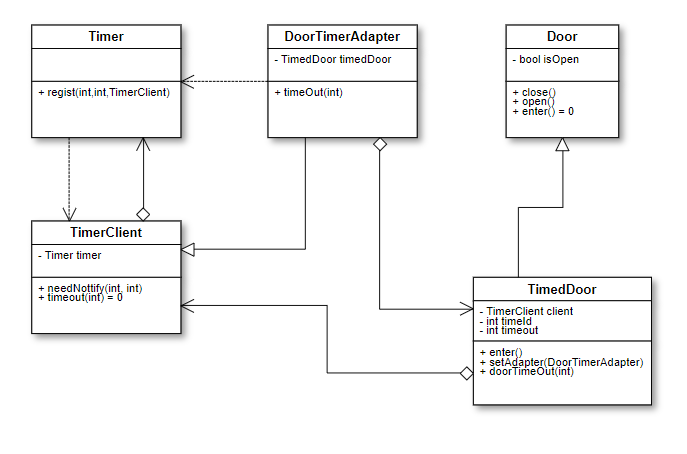 Timer
+ regist(int,int,TimerClient)
DoorTimerAdapter
- TimedDoor timedDoor
+ timeOut(int)
Door
- bool isOpen
+ close()
+ open()
+ enter() = 0
TimerClient
- Timer timer
+ needNottify(int, int)
+ timeout(int) = 0
TimedDoor
- TimerClient client
- int timeId
- int timeout
+ enter()
+ setAdapter(DoorTimerAdapter)
+ doorTimeOut(int)